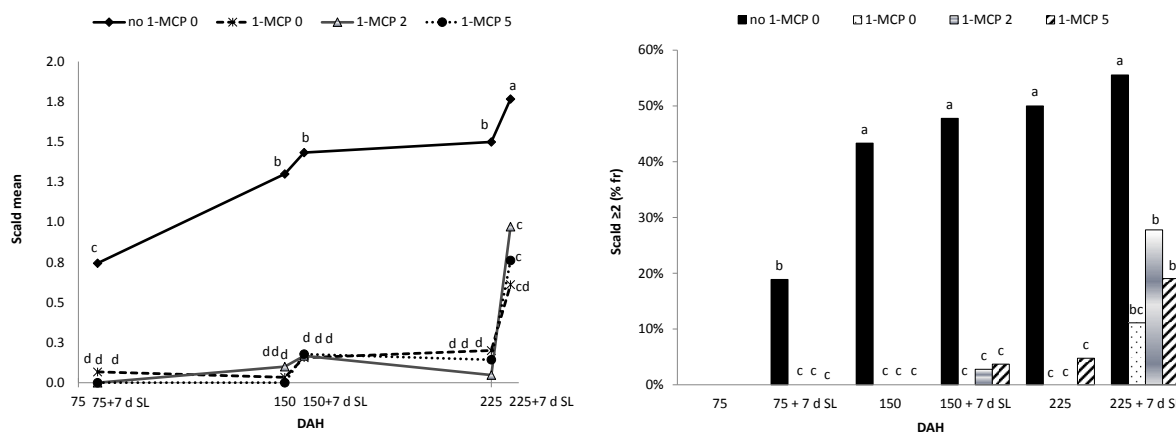 no 1-MCP 0 1-MCP 0 1-MCP 2 1-MCP 5
2.0
1.8
1.5
1.3
1.0
0.8
0.5
0.3
0.0
Scald mean
a
b
b
b
c
c
c
cd
d d d
d d d
d d d
d d d
75 75+7 d SL 150 150+7 d SL 225 225+7 d SL
DAH
no 1-MCP 0 1-MCP 0 1-MCP 2 1-MCP 5
60%
50%
40%
30%
20%
10%
0%
Scald ≥2 (% fr)
a
a
a
a
b
b
b
bc
c c c
c c c
c c c
c c c
75 75 + 7 d SL 150 150 + 7 d SL 225 225 + 7 d SL
DAH